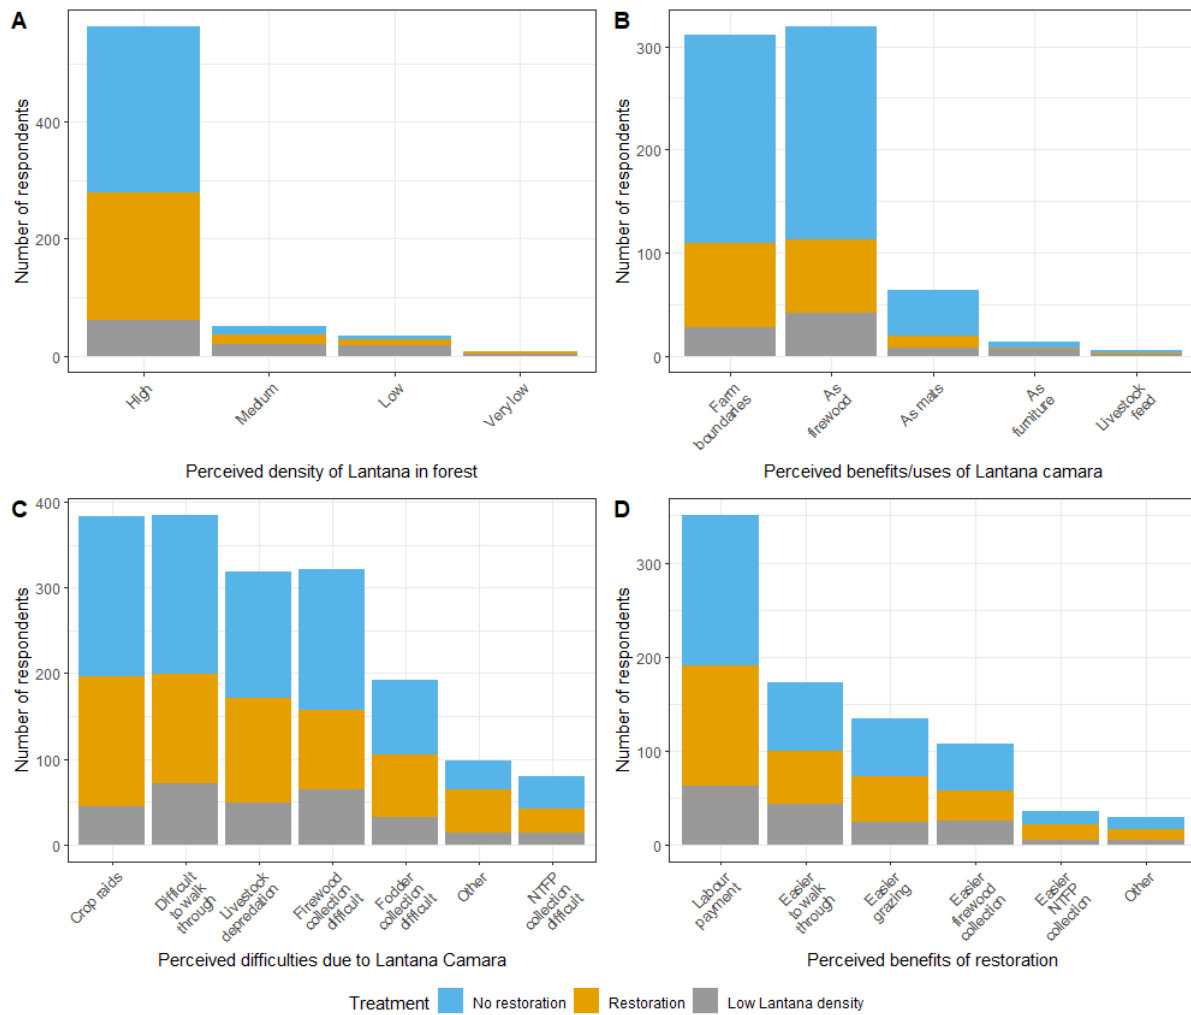 A
Number of respondents
400
200
0
High
Medium
Low
Very low
Perceived density of Lantana in forest
B
Number of respondents
300
200
100
0
Farm
boundaries
As
firewood
As mats
As
furniture
Livestock
feed
Perceived benefits/uses of Lantana camara
C
Number of respondents
400
300
200
100
0
Crop raids
Difficult
to walk
through
Livestock
depredation
Firewood
collection
difficult
Fodder
collection
difficult
Other
NTFP
collection
difficult
Perceived difficulties due to Lantana Camara
D
Number of respondents
300
200
100
0
Labour
payment
Easier
to walk
through
Easier
grazing
Easier
firewood
collection
Easier
NTFP
collection
Other
Perceived benefits of restoration
Treatment No restoration Restoration Low Lantana density